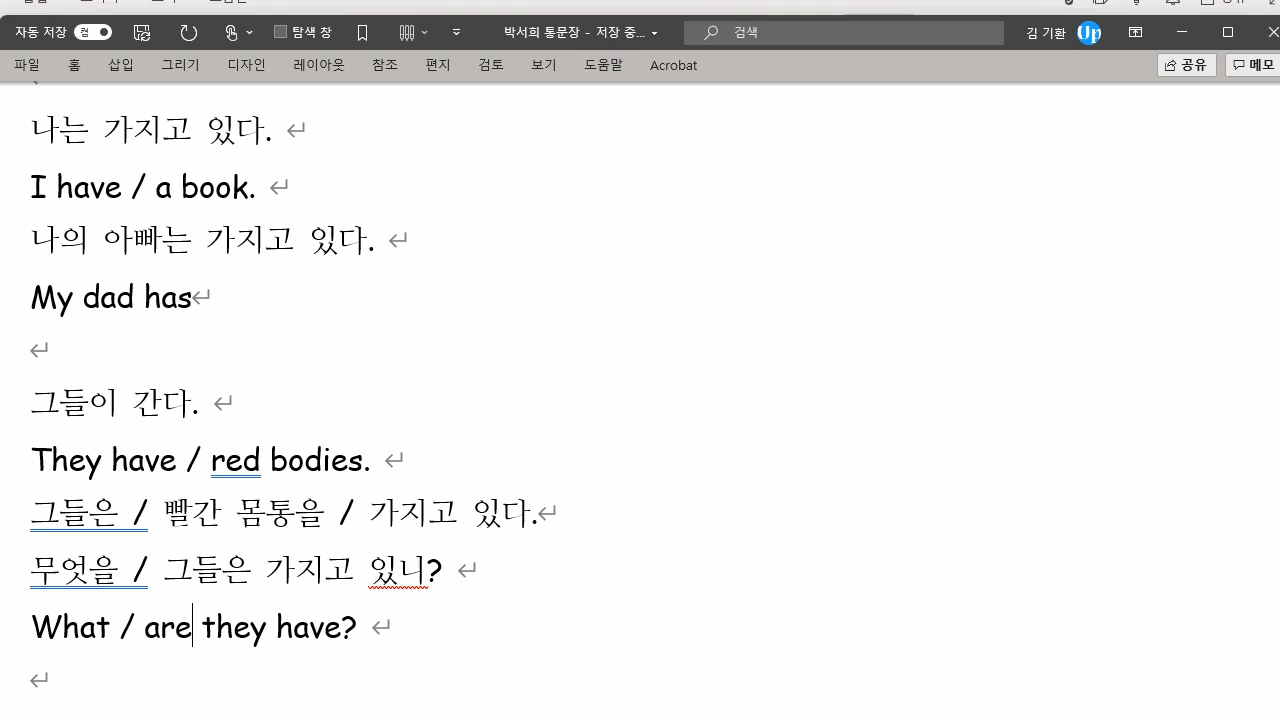 자동 저장 컴 탐색 창 박서희 통문장 - 저장 중... 검색 김 기환 Up
파일 홈 삽입 그리기 디자인 레이아웃 참조 편지 검토 보기 도움말 Acrobat 공유 메모
나는 가지고 있다.
I have / a book.
나의 아빠는 가지고 있다.
My dad has
그들이 간다.
They have / red bodies.
그들은 / 빨간 몸통을 / 가지고 있다.
무엇을 / 그들은 가지고 있니?
What / are they have?